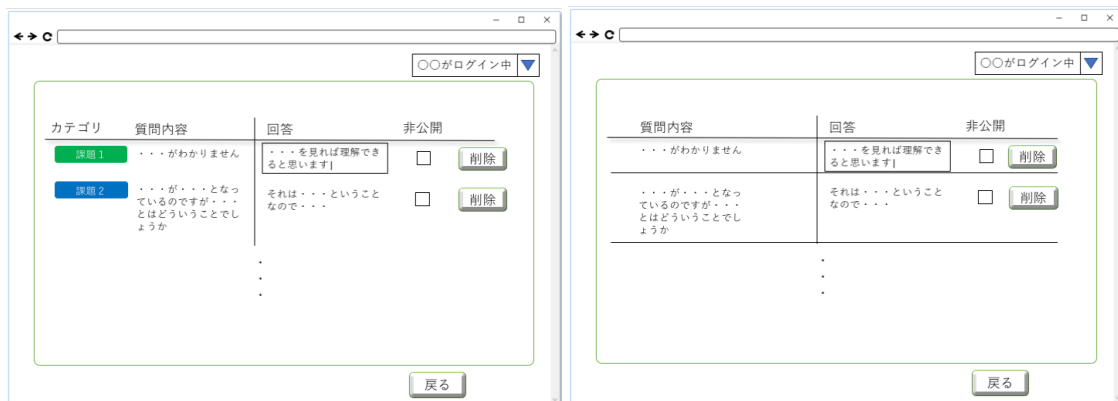 〇〇がログイン中
カテゴリ 質問内容 回答 非公開
課題1 ・・・がわかりません ・・・を見れば理解でき
ると思います 削除
課題2 ・・・が・・・となっ
ているのですが・・・
とはどういうことでし
ょうか
それは・・・ということ
なので・・・
削除
・
・
・
戻る
〇〇がログイン中
質問内容 回答 非公開
・・・がわかりません ・・・を見れば理解でき
ると思います 削除
・・・が・・・となっ
ているのですが・・・
とはどういうことでし
ょうか
それは・・・ということ
なので・・・
削除
・
・
・
戻る